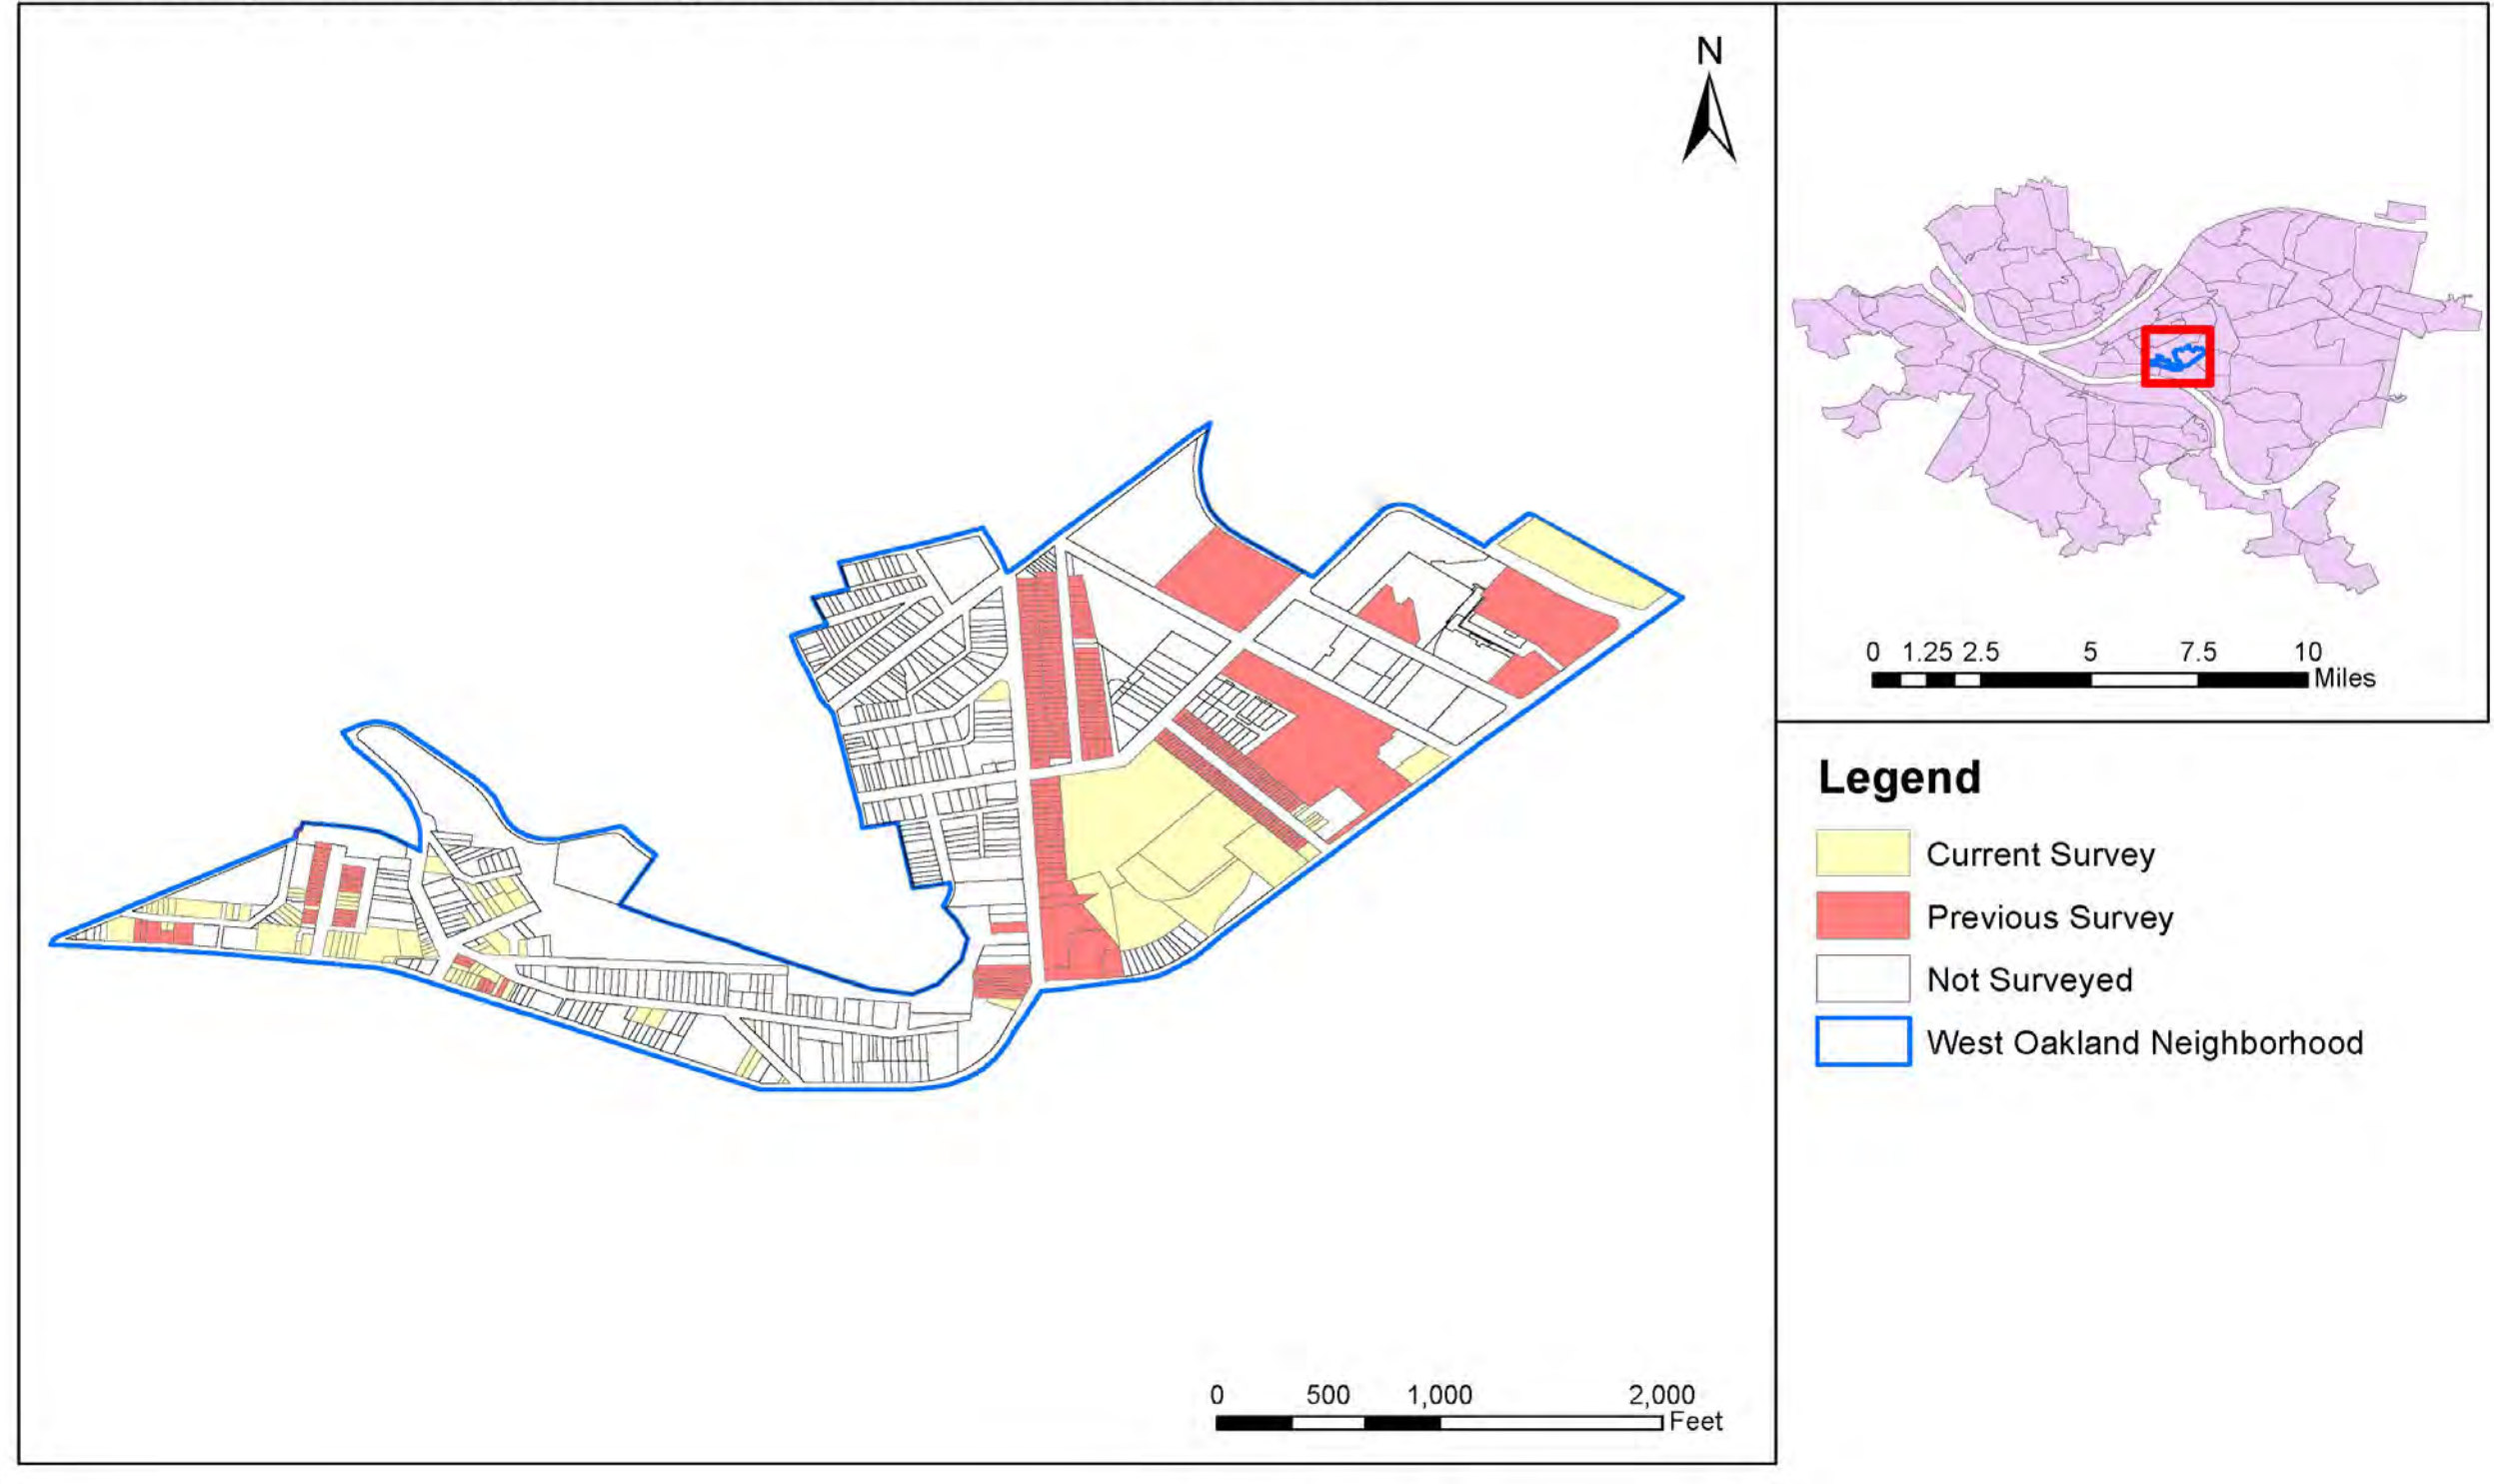 N
0 1.25 2.5 5 7.5 10
Miles
Legend
Current Survey
Previous Survey
Not Surveyed
West Oakland Neighborhood
0 500 1,000 2,000
Feet